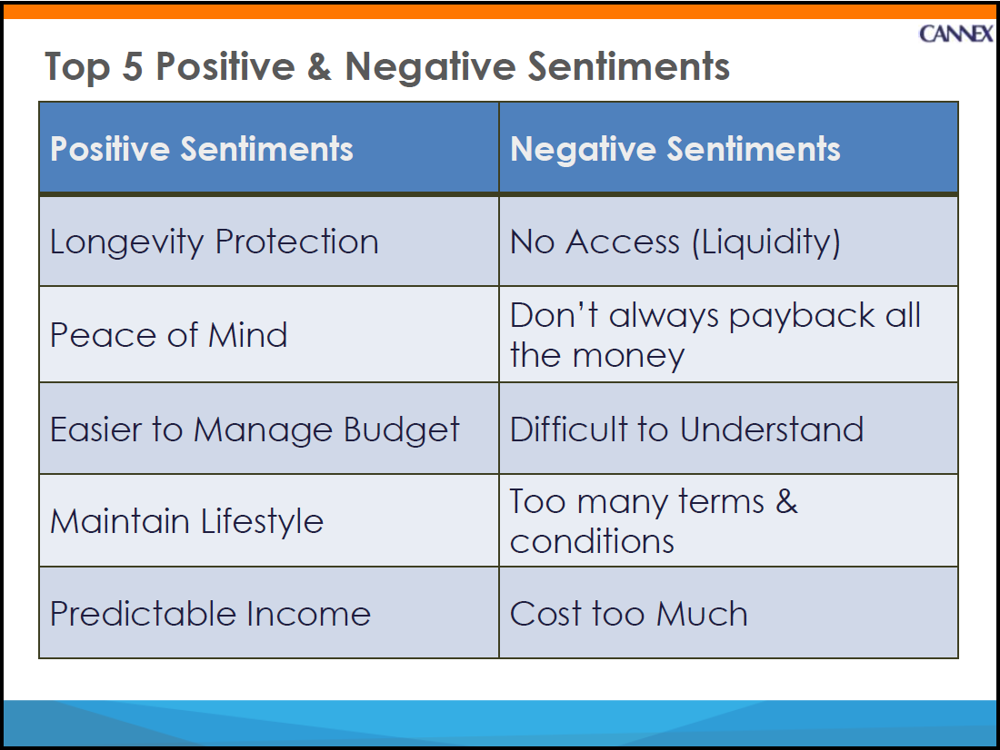 CANNEX
Top 5 Positive & Negative Sentiments
Positive Sentiments
Negative Sentiments
Longevity Protection
No Access (Liquidity)
Peace of Mind
Don’t always payback all
the money
Easier to Manage Budget
Difficult to Understand
Maintain Lifestyle
Too many terms &
conditions
Predictable Income
Cost too Much